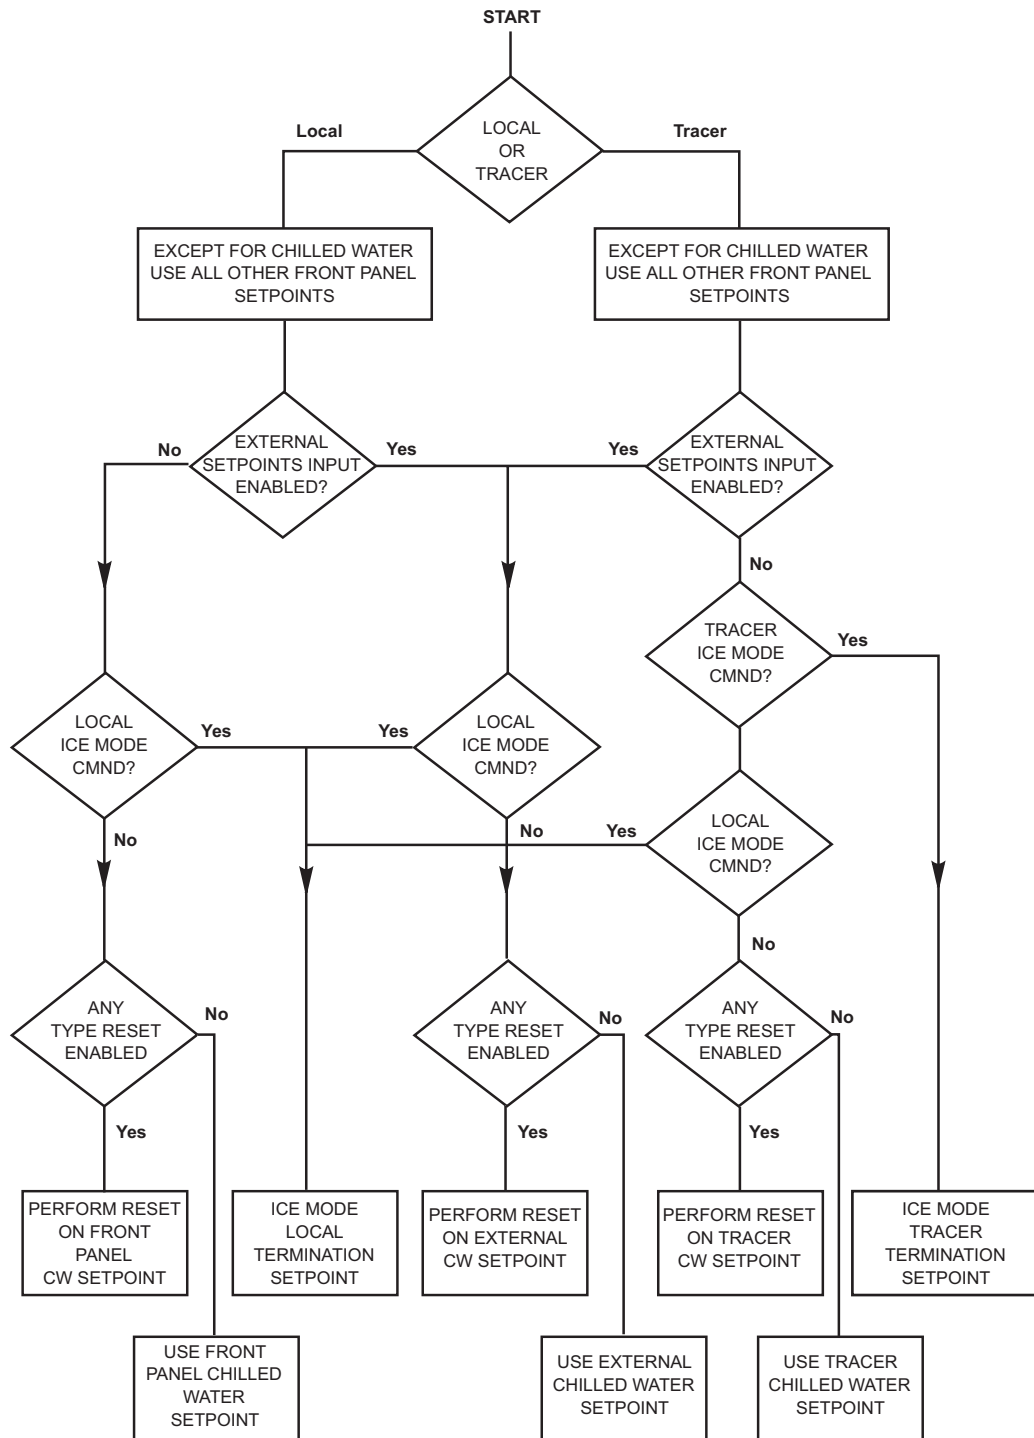 START
Local
LOCAL
OR
TRACER
Tracer
EXCEPT FOR CHILLED WATER
USE ALL OTHER FRONT PANEL
SETPOINTS
EXCEPT FOR CHILLED WATER
USE ALL OTHER FRONT PANEL
SETPOINTS
No
EXTERNAL
SETPOINTS INPUT
ENABLED?
Yes
Yes
EXTERNAL
SETPOINTS INPUT
ENABLED?
No
TRACER
ICE MODE
CMND?
Yes
LOCAL
ICE MODE
CMND?
Yes
Yes
LOCAL
ICE MODE
CMND?
No
No
Yes
LOCAL
ICE MODE
CMND?
No
ANY
TYPE RESET
ENABLED
No
ANY
TYPE RESET
ENABLED
No
ANY
TYPE RESET
ENABLED
No
Yes
Yes
Yes
PERFORM RESET
ON FRONT
PANEL
CW SETPOINT
ICE MODE
LOCAL
TERMINATION
SETPOINT
PERFORM RESET
ON EXTERNAL
CW SETPOINT
PERFORM RESET
ON TRACER
CW SETPOINT
ICE MODE
TRACER
TERMINATION
SETPOINT
USE FRONT
PANEL CHILLED
WATER
SETPOINT
USE EXTERNAL
CHILLED WATER
SETPOINT
USE TRACER
CHILLED WATER
SETPOINT